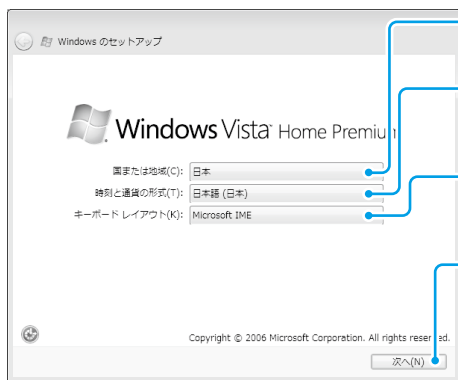 Windows のセットアップ
Windows Vista™ Home Premium
国または地域(C): 日本
時刻と通貨の形式(T): 日本語 (日本)
キーボード レイアウト(K): Microsoft IME
Copyright © 2006 Microsoft Corporation. All rights reserved.
次へ(N)